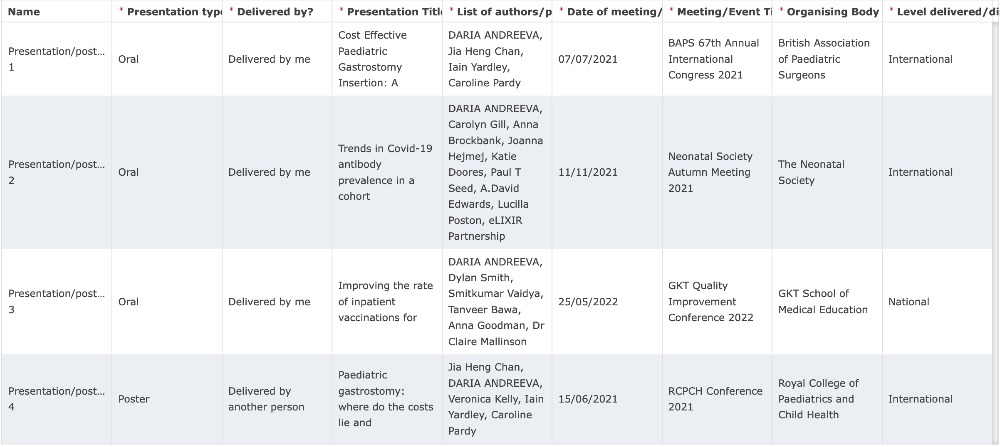 Name
* Presentation type
* Delivered by?
* Presentation Title
* List of authors/p
* Date of meeting/
* Meeting/Event Ti
* Organising Body
* Level delivered/dis
Presentation/post...
1
Oral
Delivered by me
Cost Effective
Paediatric
Gastrostomy
Insertion: A
DARIA ANDREEVA,
Jia Heng Chan,
Iain Yardley,
Caroline Pardy
07/07/2021
BAPS 67th Annual
International
Congress 2021
British Association
of Paediatric
Surgeons
International
Presentation/post...
2
Oral
Delivered by me
Trends in Covid-19
antibody
prevalence in a
cohort
DARIA ANDREEVA,
Carolyn Gill, Anna
Brockbank, Joanna
Hejmej, Katie
Doores, Paul T
Seed, A.David
Edwards, Lucilla
Poston, eLIXIR
Partnership
11/11/2021
Neonatal Society
Autumn Meeting
2021
The Neonatal
Society
International
Presentation/post...
3
Oral
Delivered by me
Improving the rate
of inpatient
vaccinations for
DARIA ANDREEVA,
Dylan Smith,
Smitkumar Vaidya,
Tanveer Bawa,
Anna Goodman, Dr
Claire Mallinson
25/05/2022
GKT Quality
Improvement
Conference 2022
GKT School of
Medical Education
National
Presentation/post...
4
Poster
Delivered by
another person
Paediatric
gastrostomy:
where do the costs
lie and
Jia Heng Chan,
DARIA ANDREEVA,
Veronica Kelly, Iain
Yardley, Caroline
Pardy
15/06/2021
RCPCH Conference
2021
Royal College of
Paediatrics and
Child Health
International